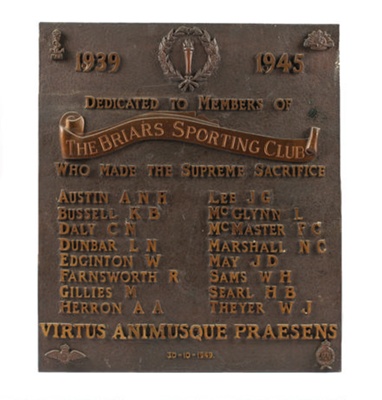 1939 1945
DEDICATED TO MEMBERS OF
THE BRIARS SPORTING CLUB
WHO MADE THE SUPREME SACRIFICE
AUSTIN A N H LEE J G
BUSSELL K B McGLYNN L
DALY C N McMASTER F G
DUNBAR L N MARSHALL N G
EDGINTON W MAY J D
FARNSWORTH R SAMS W H
GILLIES M SEARL H B
HERRON A A THEYER W J
VIRTUS ANIMUSQUE PRAESENS